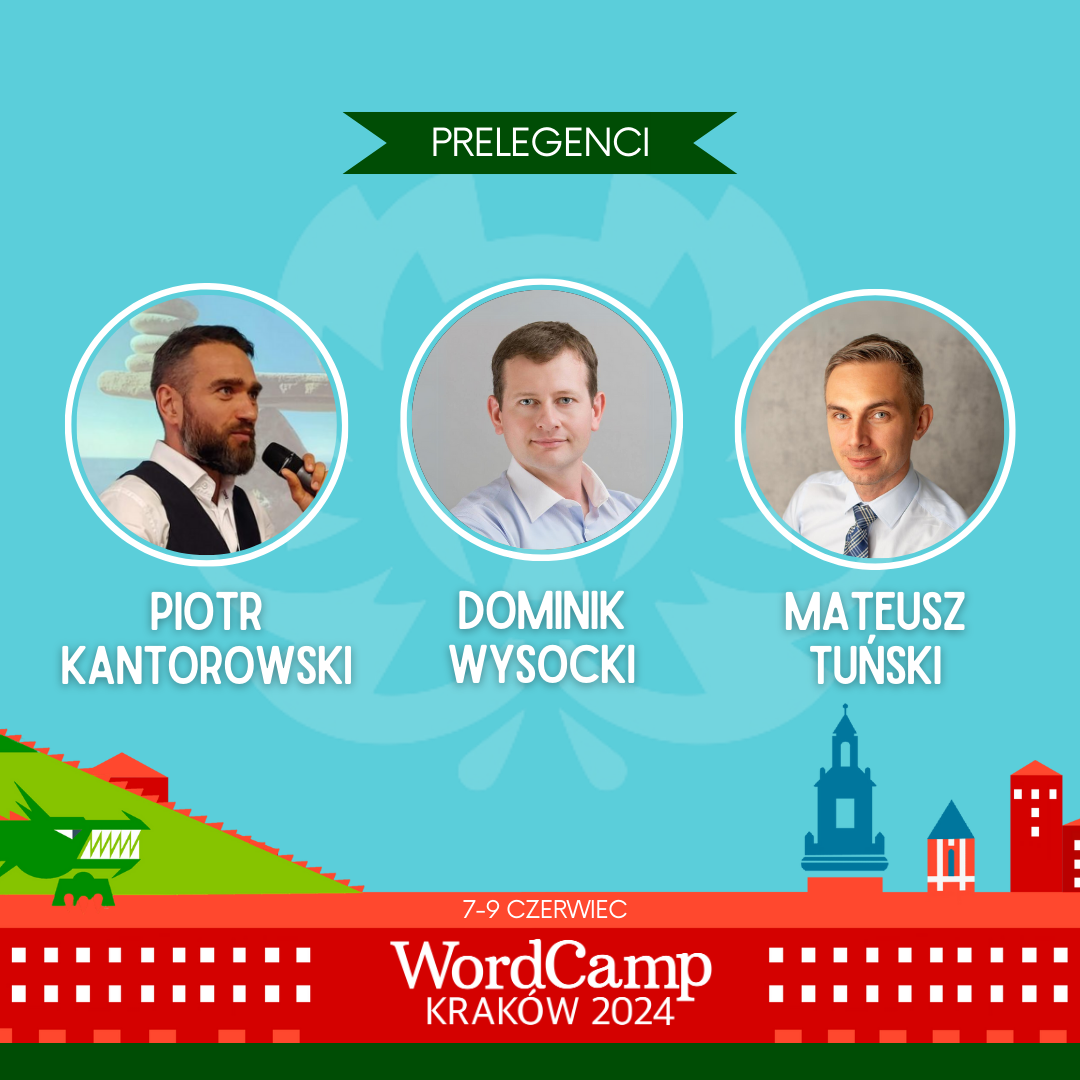 PRELEGENCI
PIOTR
KANTOROWSKI
DOMINIK
WYSOCKI
MATEUSZ
TUŃSKI
7-9 CZERWIEC
WordCamp
KRAKÓW 2024